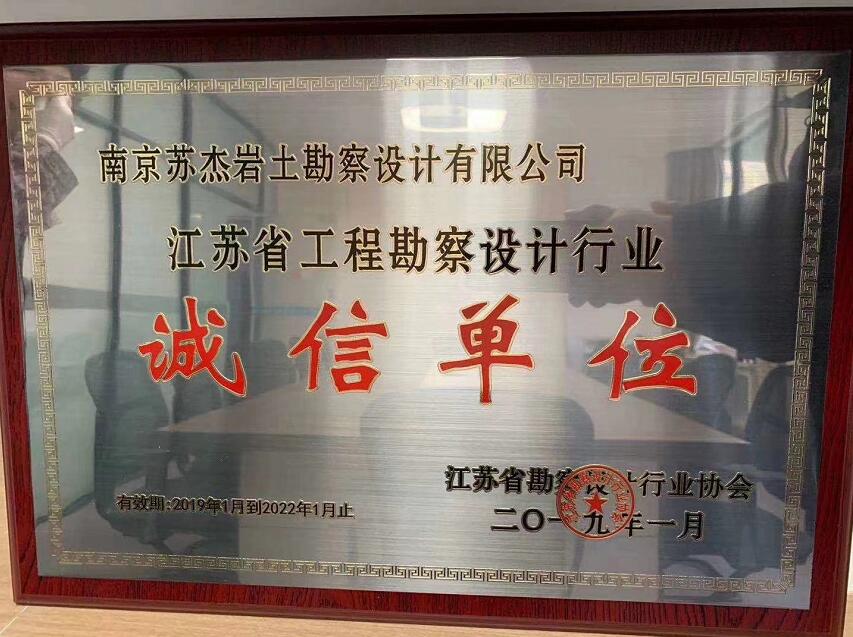 南京苏杰岩土勘察设计有限公司
江苏省工程勘察设计行业
诚信单位
江苏省勘察设计行业协会
有效期:2019年1月到2022年1月止
二〇一九年一月